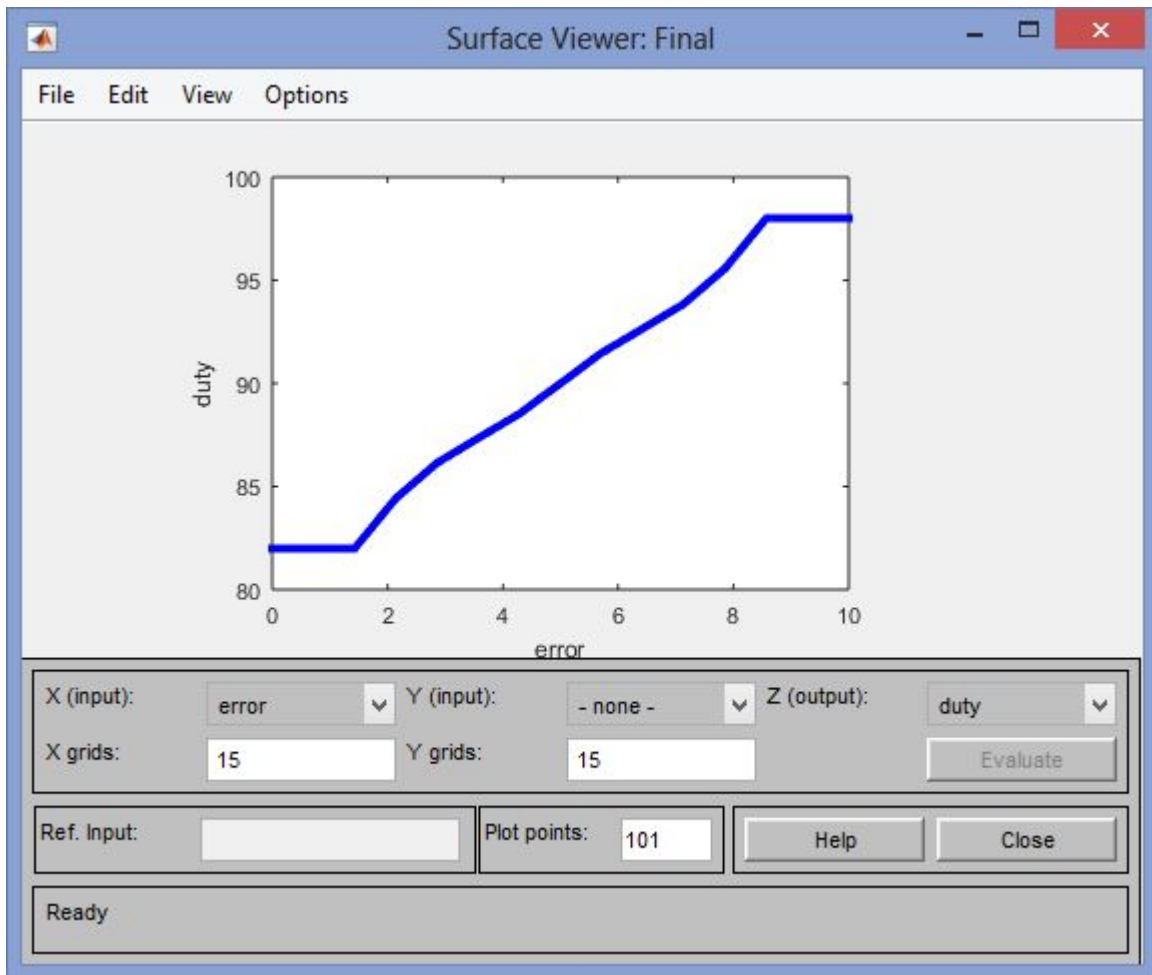 Surface Viewer: Final
File Edit View Options
100
95
90
85
80
duty
0 2 4 6 8 10
error
X (input): error Y (input): - none - Z (output): duty
X grids: 15 Y grids: 15 Evaluate
Ref. Input: Plot points: 101 Help Close
Ready